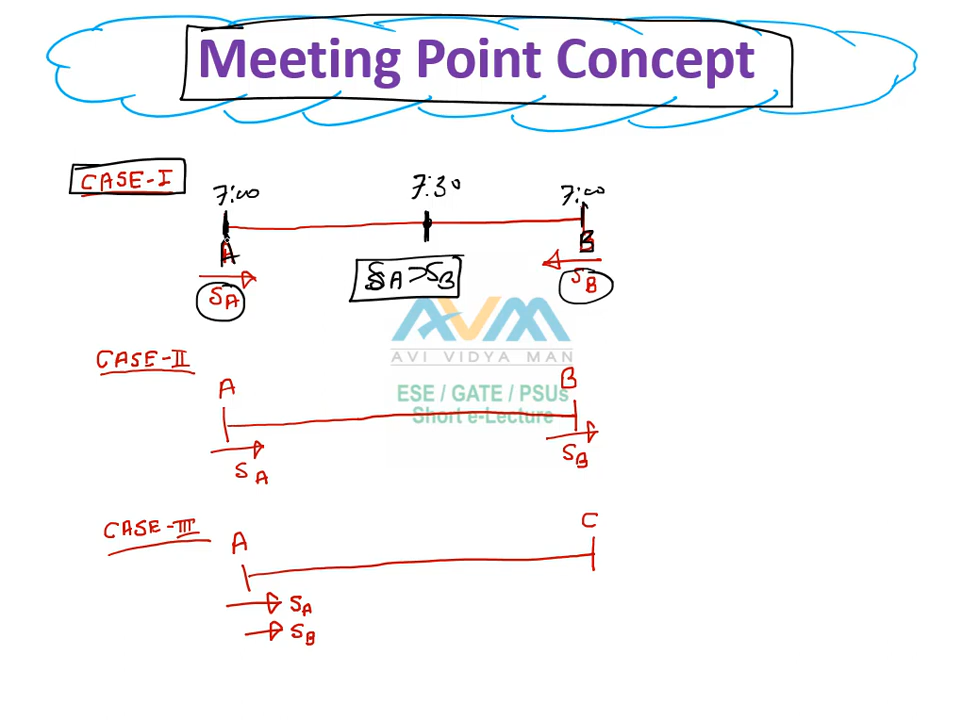 Meeting Point Concept
CASE-I
7:00 7:30 7:00
A B
SA SA>SB SB
AVM
AVI VIDYA MAN
CASE-II
A B
ESE / GATE / PSUs
Short e-Lecture
SA SB
CASE-III
A C
SA
SB